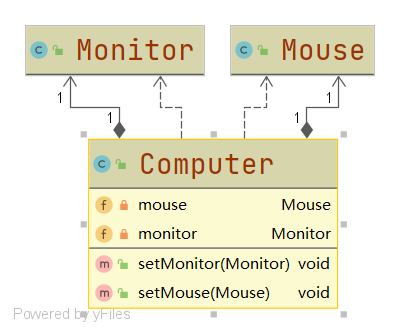 C Monitor
C Mouse
1
1
1
1
C Computer
f mouse Mouse
f monitor Monitor
m setMonitor(Monitor) void
m setMouse(Mouse) void
Powered by yFiles